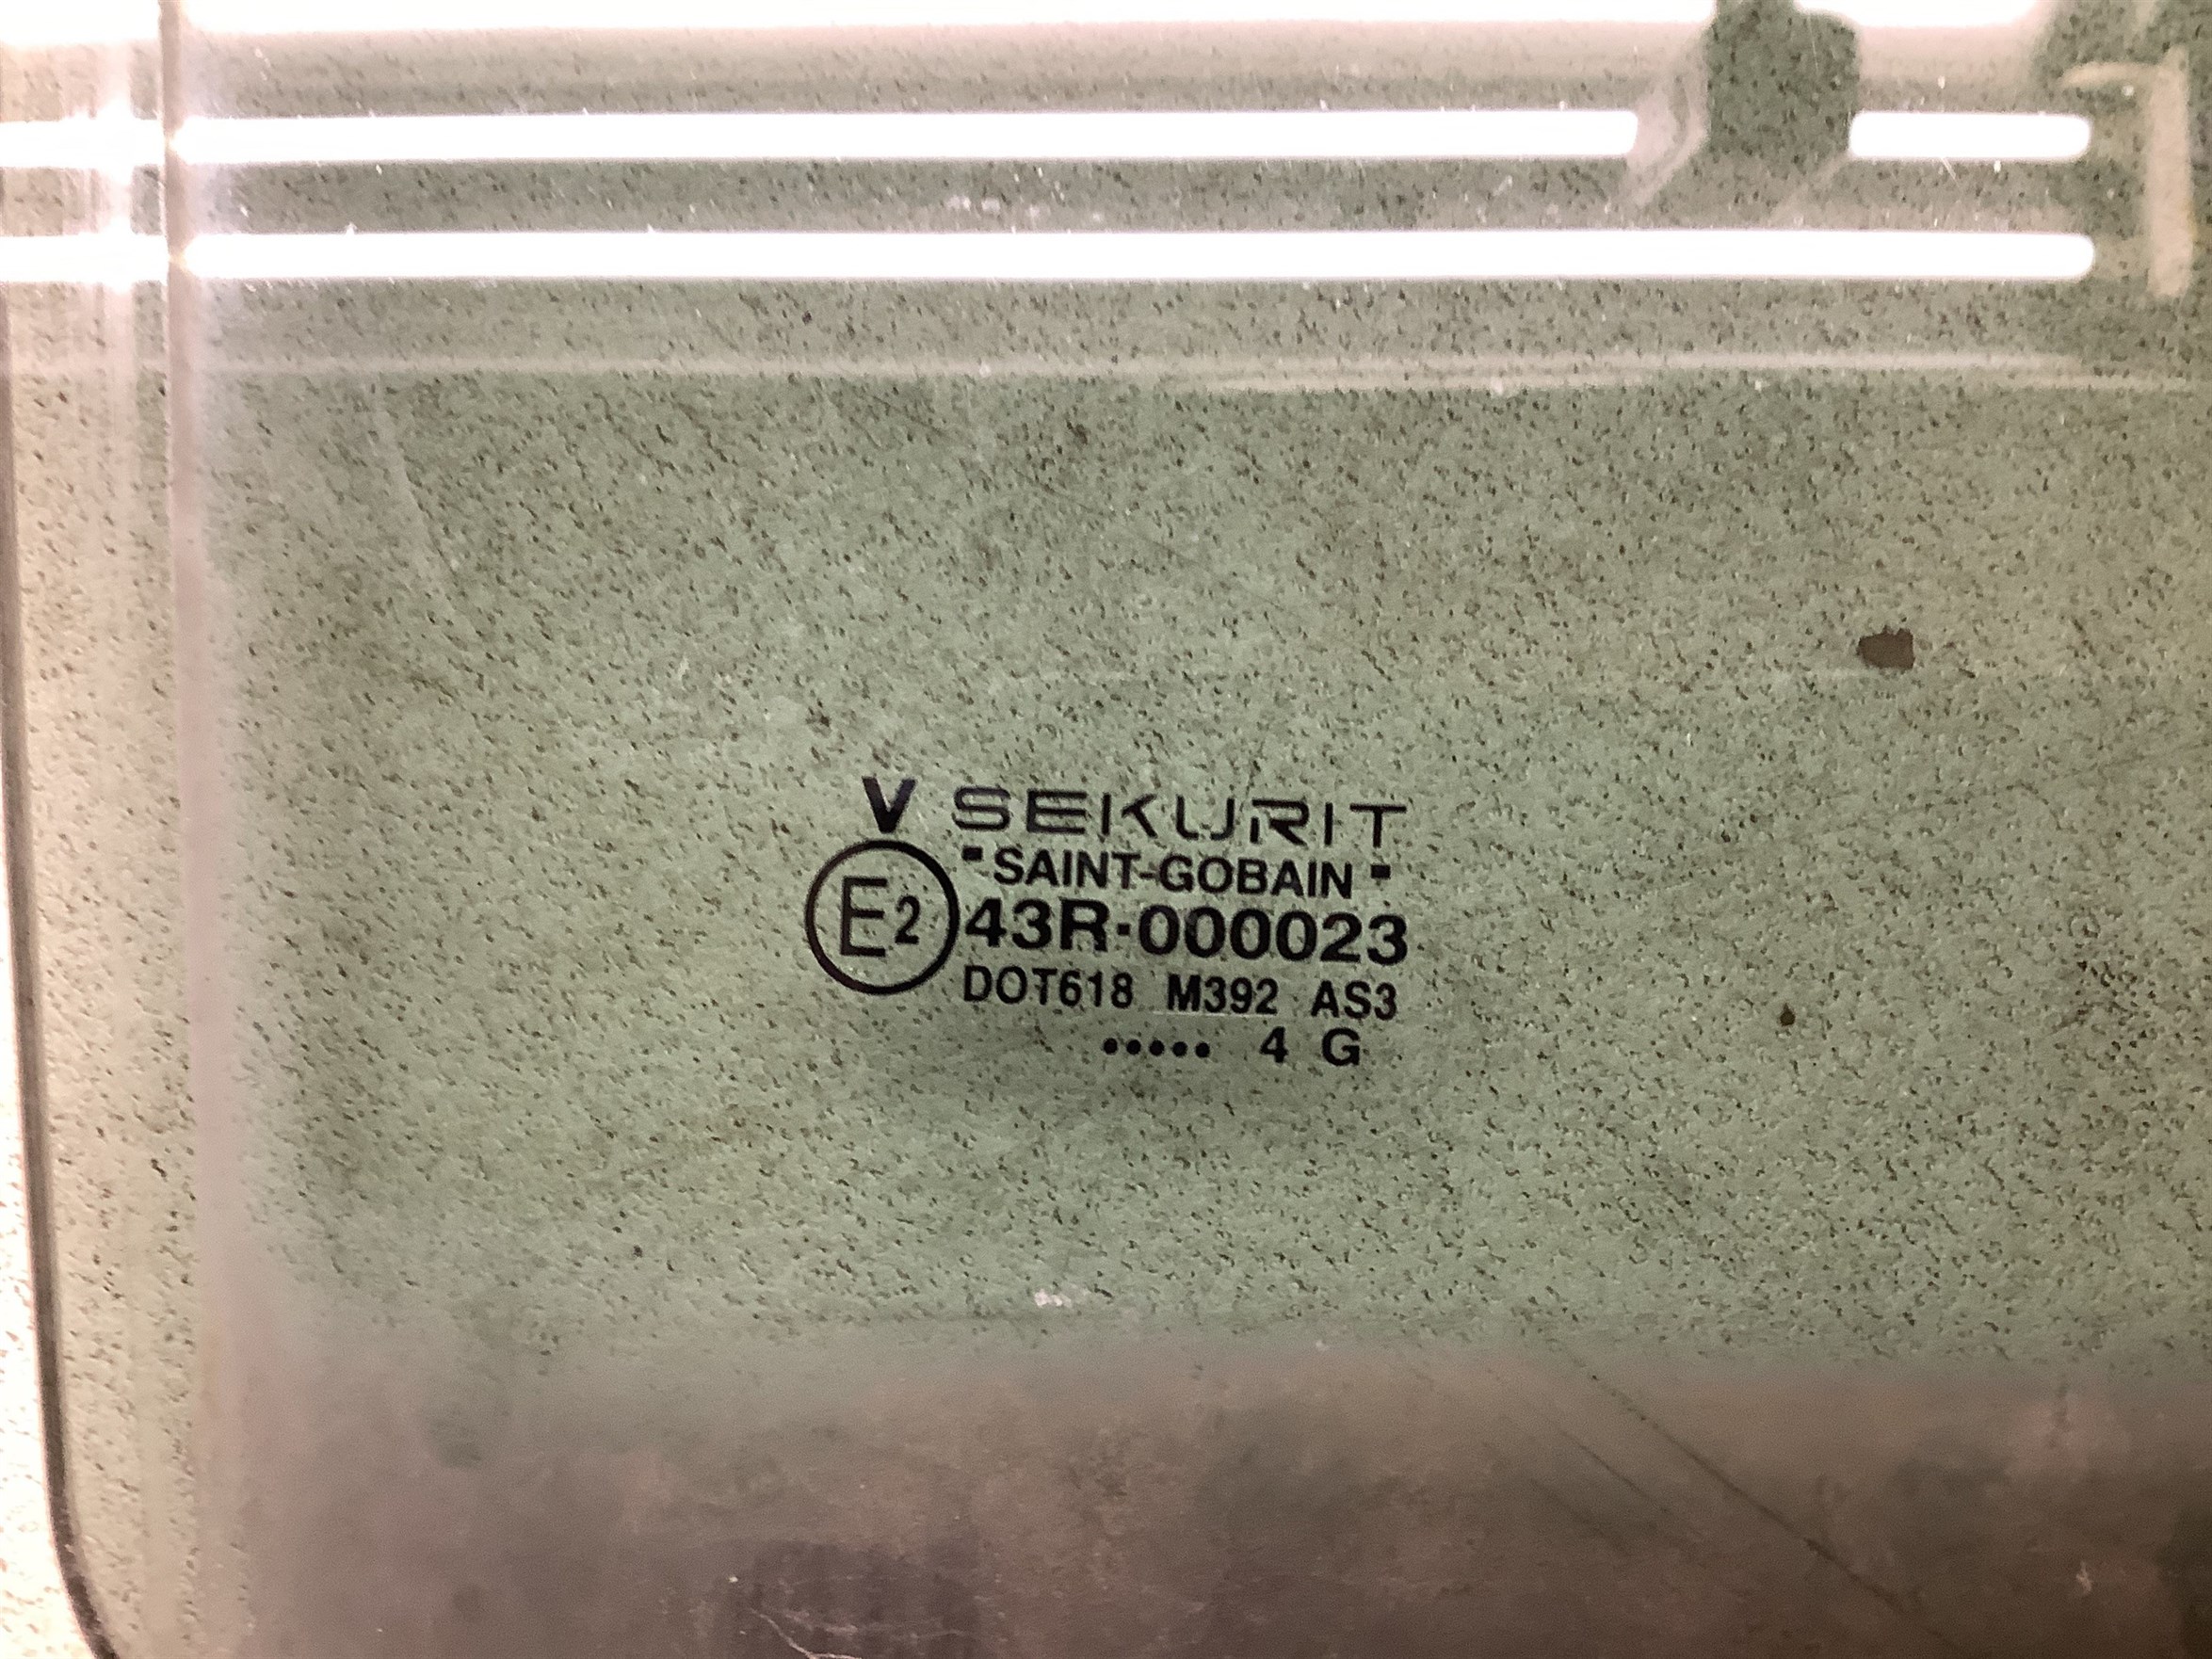 V SEKURIT
"SAINT-GOBAIN"
E2 43R-000023
DOT618 M392 AS3
..... 4 G